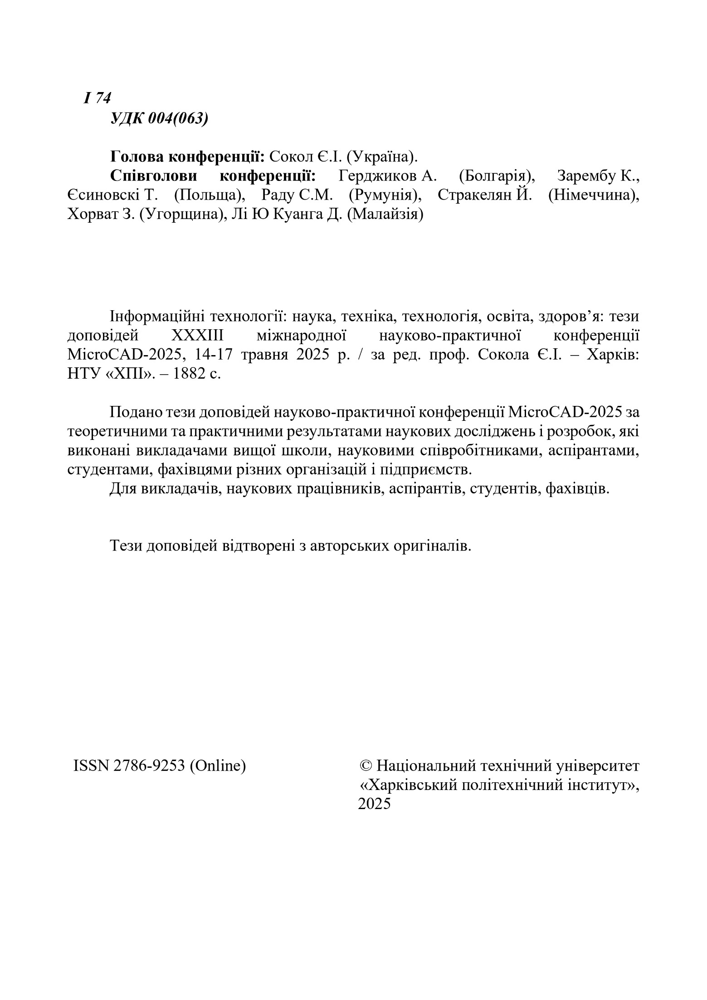 І 74
УДК 004(063)
Голова конференції: Сокол Є.І. (Україна).
Співголови конференції: Герджиков А. (Болгарія), Зарембу К.,
Єсиновскі Т. (Польща), Раду С.М. (Румунія), Стракелян Й. (Німеччина),
Хорват З. (Угорщина), Лі Ю Куанга Д. (Малайзія)
Інформаційні технології: наука, техніка, технологія, освіта, здоров’я: тези
доповідей XXXIII міжнародної науково-практичної конференції
MicroCAD-2025, 14-17 травня 2025 р. / за ред. проф. Сокола Є.І. – Харків:
НТУ «ХПІ». – 1882 с.
Подано тези доповідей науково-практичної конференції MicroCAD-2025 за
теоретичними та практичними результатами наукових досліджень і розробок, які
виконані викладачами вищої школи, науковими співробітниками, аспірантами,
студентами, фахівцями різних організацій і підприємств.
Для викладачів, наукових працівників, аспірантів, студентів, фахівців.
Тези доповідей відтворені з авторських оригіналів.
ISSN 2786-9253 (Online)
© Національний технічний університет
«Харківський політехнічний інститут»,
2025